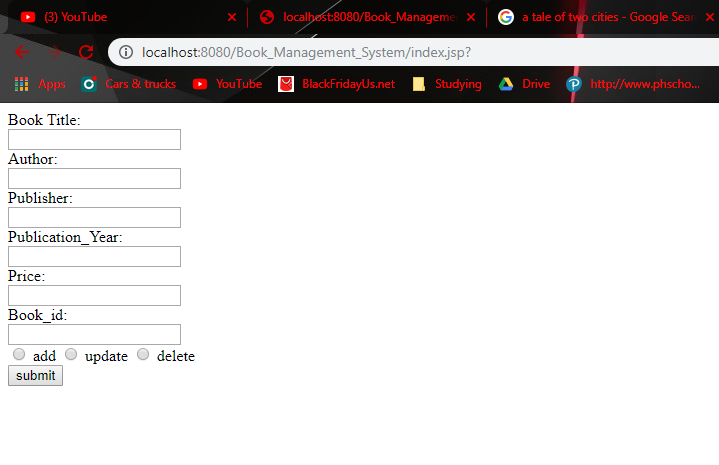 (3) YouTube
localhost:8080/Book_Manageme
a tale of two cities - Google Sear
localhost:8080/Book_Management_System/index.jsp?
Apps Cars & trucks YouTube BlackFridayUs.net Studying Drive http://www.phscho...
Book Title:
Author:
Publisher:
Publication_Year:
Price:
Book_id:
add update delete
submit